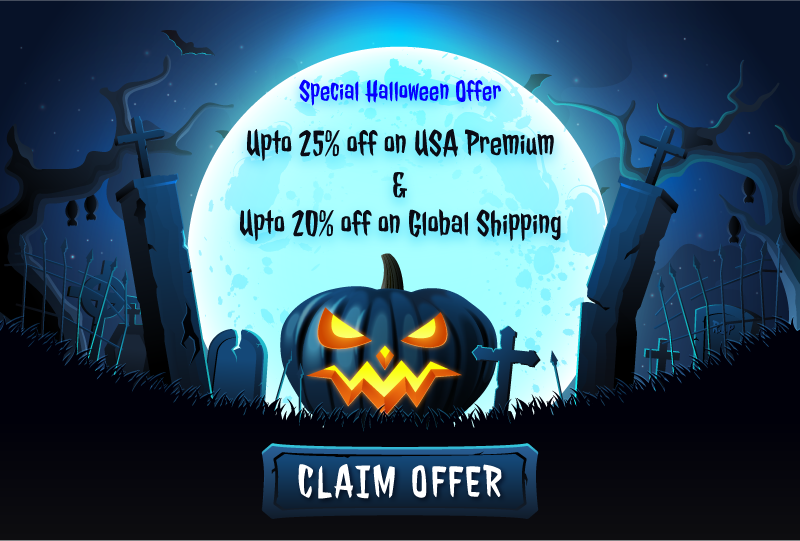 Special Halloween Offer
Upto 25% off on USA Premium
&
Upto 20% off on Global Shipping
CLAIM OFFER